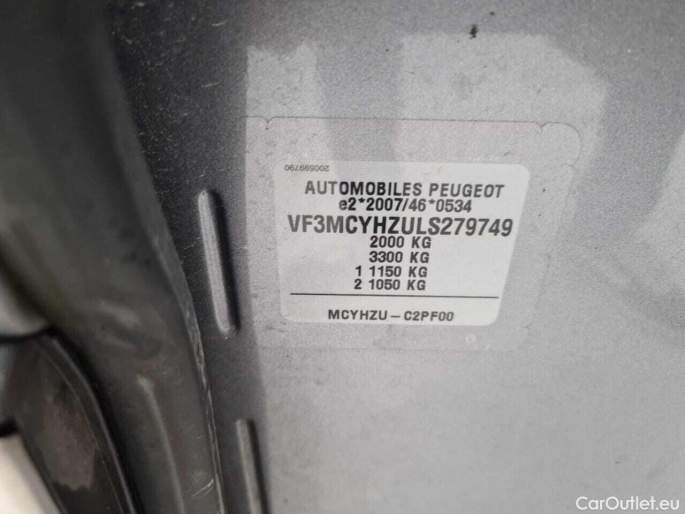 200599790
AUTOMOBILES PEUGEOT
e2*2007/46*0534
VF3MCYHZULS279749
2000 KG
3300 KG
1 1150 KG
2 1050 KG
MCYHZU - C2PF00
CarOutlet.eu